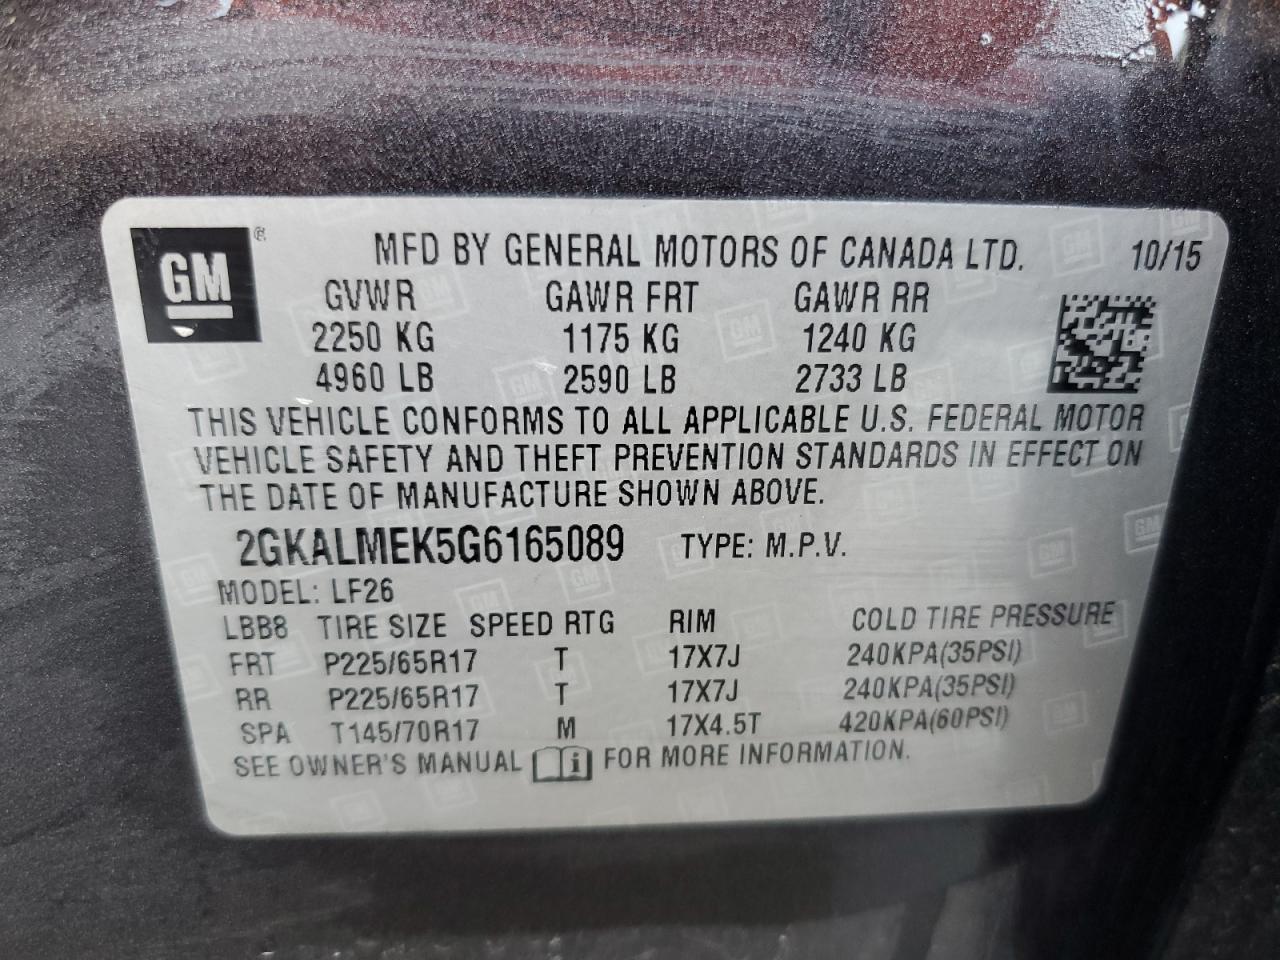 GM ®
MFD BY GENERAL MOTORS OF CANADA LTD. 10/15
GVWR GAWR FRT GAWR RR
2250 KG 1175 KG 1240 KG
4960 LB 2590 LB 2733 LB
THIS VEHICLE CONFORMS TO ALL APPLICABLE U.S. FEDERAL MOTOR
VEHICLE SAFETY AND THEFT PREVENTION STANDARDS IN EFFECT ON
THE DATE OF MANUFACTURE SHOWN ABOVE.
2GKALMEK5G6165089 TYPE: M.P.V.
MODEL: LF26
LBB8 TIRE SIZE SPEED RTG RIM COLD TIRE PRESSURE
FRT P225/65R17 T 17X7J 240KPA(35PSI)
RR P225/65R17 T 17X7J 240KPA(35PSI)
SPA T145/70R17 M 17X4.5T 420KPA(60PSI)
SEE OWNER'S MANUAL i FOR MORE INFORMATION.